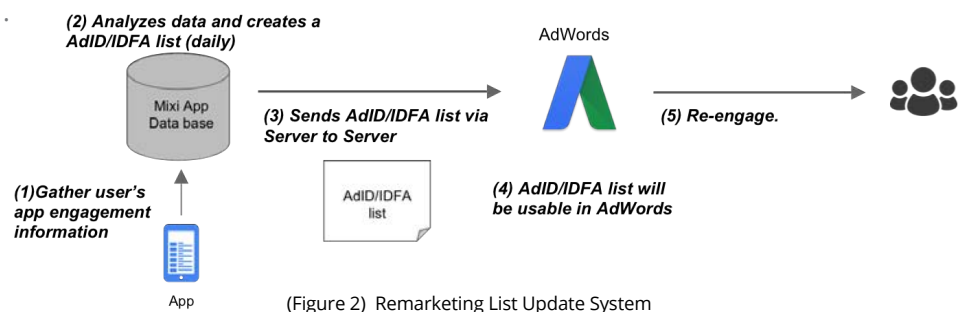 (2) Analyzes data and creates a
AdID/IDFA list (daily)
AdWords
Mixi App
Data base
(3) Sends AdID/IDFA list via
Server to Server
(5) Re-engage.
(1)Gather user's
app engagement
information
AdID/IDFA
list
(4) AdID/IDFA list will
be usable in AdWords
App
(Figure 2) Remarketing List Update System